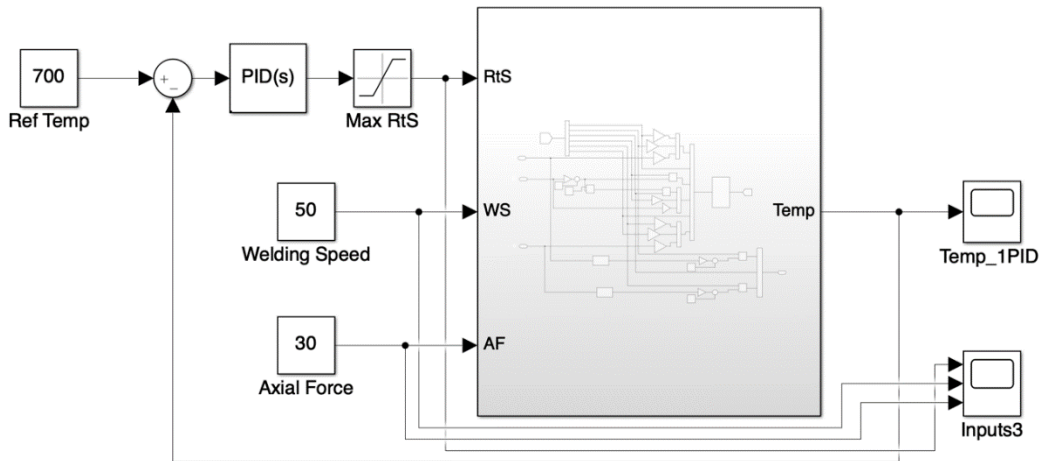 700
Ref Temp
+
−
PID(s)
Max RtS
RtS
50
Welding Speed
WS
Temp
Temp_1PID
30
Axial Force
AF
Inputs3